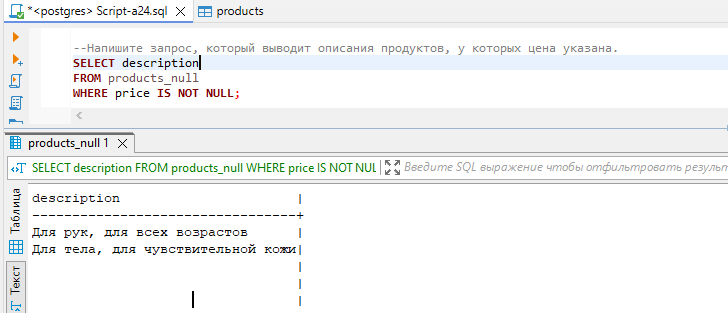 *<postgres> Script-a24.sql
products
--Напишите запрос, который выводит описания продуктов, у которых цена указана.
SELECT description
FROM products_null
WHERE price IS NOT NULL;
products_null 1
SELECT description FROM products_null WHERE price IS NOT NUL
Введите SQL выражение чтобы отфильтровать результ
Таблица
Текст
description |
---------------------------------+
Для рук, для всех возрастов |
Для тела, для чувствительной кожи|
|
|
|